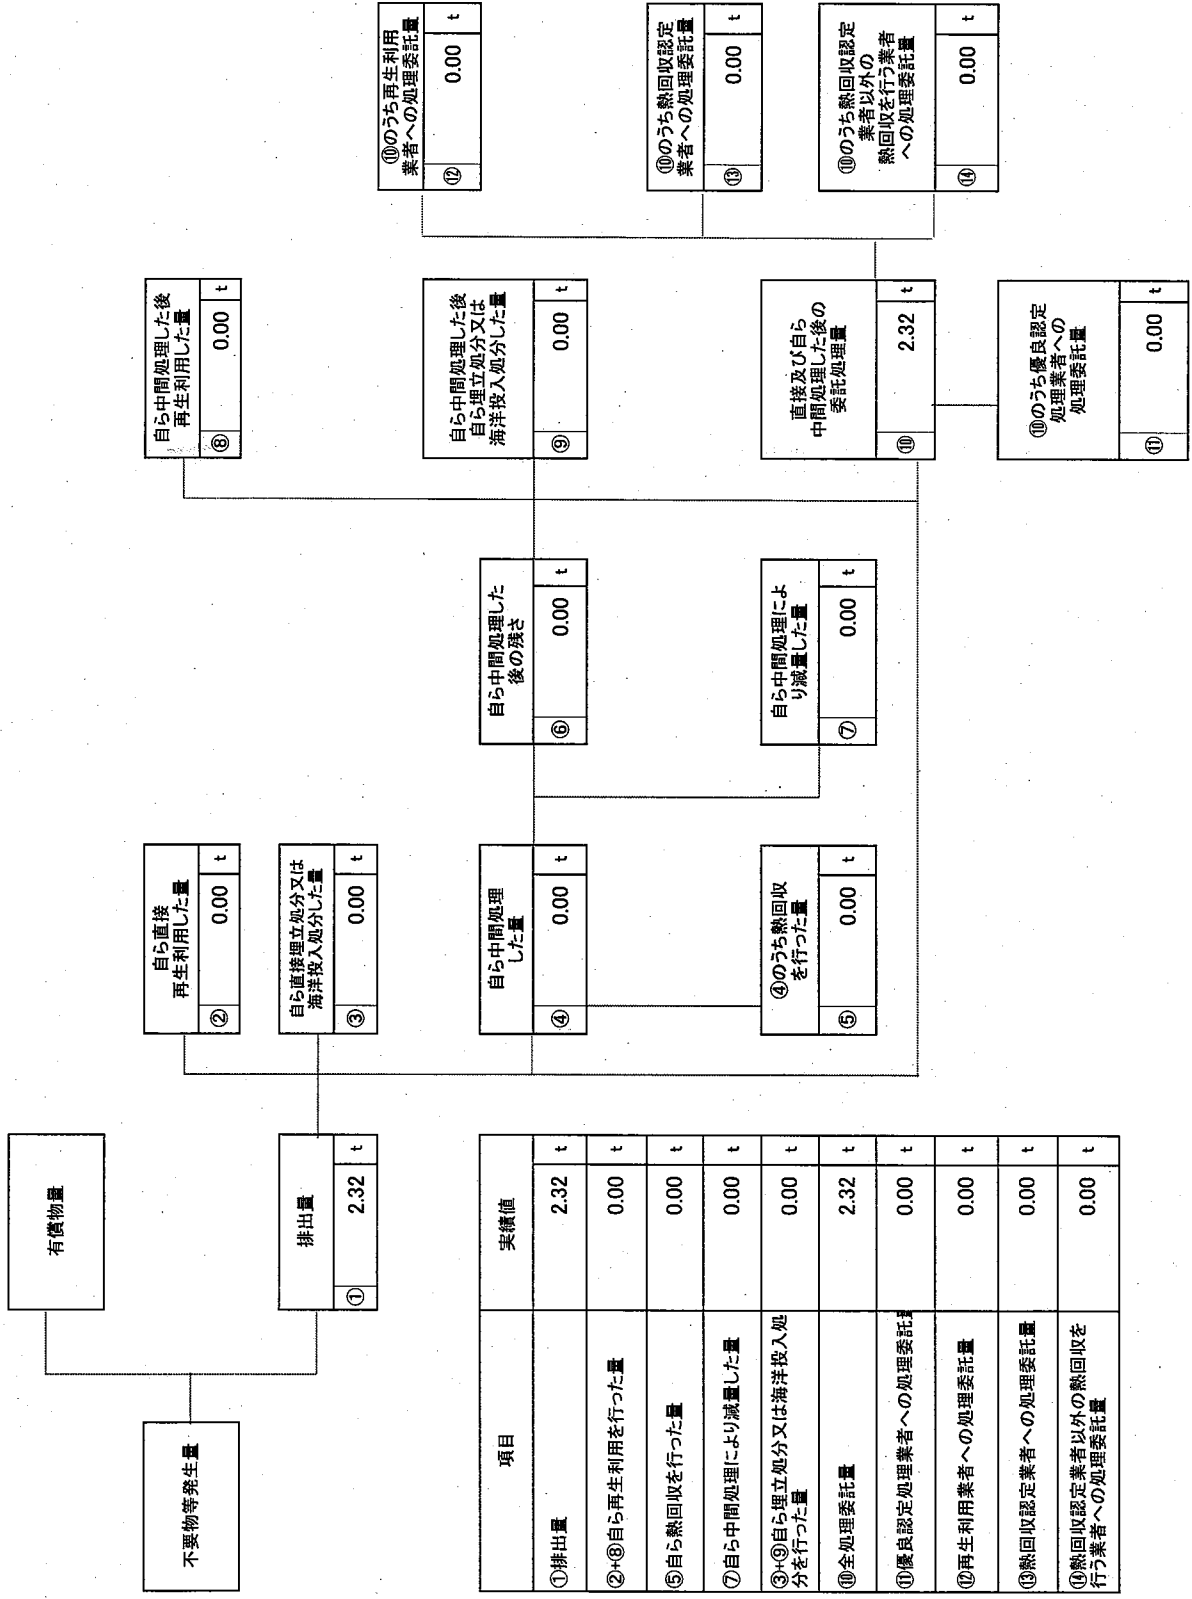 不要物等発生量
有償物量
排出量
① 2.32 t
自ら直接
再生利用した量
② 0.00 t
自ら直接埋立処分又は
海洋投入処分した量
③ 0.00 t
自ら中間処理
した量
④ 0.00 t
④のうち熱回収
を行った量
⑤ 0.00 t
自ら中間処理した
後の残さ
⑥ 0.00 t
自ら中間処理によ
り減量した量
⑦ 0.00 t
自ら中間処理した後
再生利用した量
⑧ 0.00 t
自ら中間処理した後
自ら埋立処分又は
海洋投入処分した量
⑨ 0.00 t
直接及び自ら
中間処理した後の
委託処理量
⑩ 2.32 t
⑩のうち優良認定
処理業者への
処理委託量
⑪ 0.00 t
⑩のうち再生利用
業者への処理委託量
⑫ 0.00 t
⑩のうち熱回収認定
業者への処理委託量
⑬ 0.00 t
⑩のうち熱回収認定
業者以外の
熱回収を行う業者
への処理委託量
⑭ 0.00 t
項目 実績値
①排出量 2.32 t
②+⑧自ら再生利用を行った量 0.00 t
⑤自ら熱回収を行った量 0.00 t
⑦自ら中間処理により減量した量 0.00 t
③+⑨自ら埋立処分又は海洋投入処
分を行った量 0.00 t
⑩全処理委託量 2.32 t
⑪優良認定処理業者への処理委託量 0.00 t
⑫再生利用業者への処理委託量 0.00 t
⑬熱回収認定業者への処理委託量 0.00 t
⑭熱回収認定業者以外の熱回収を
行う業者への処理委託量 0.00 t